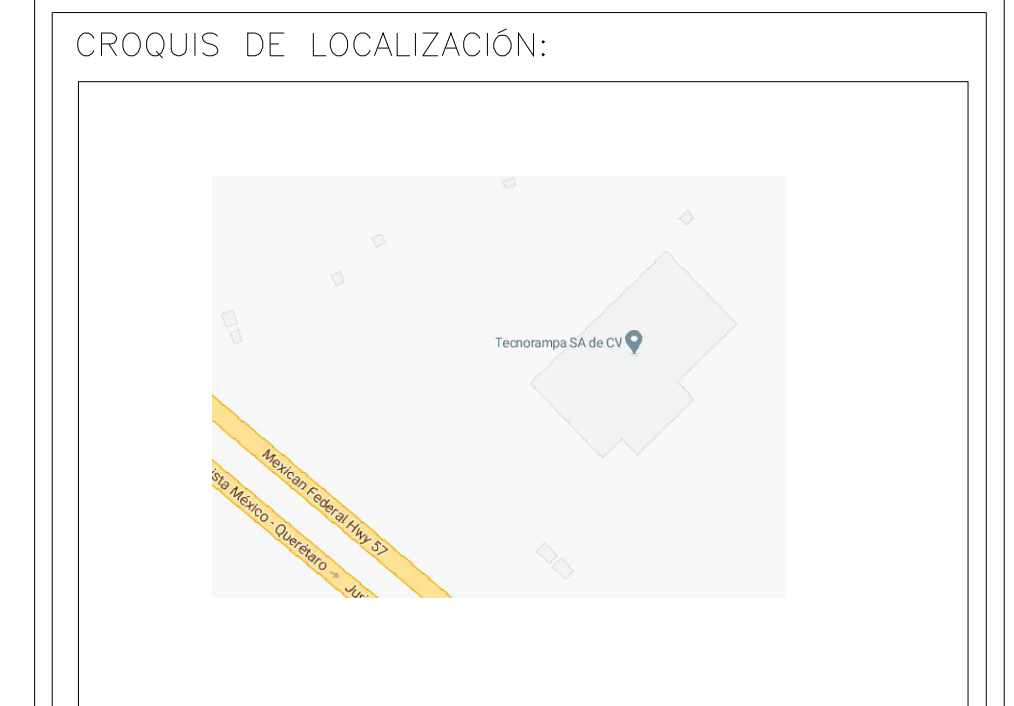 CROQUIS DE LOCALIZACIÓN:
Tecnorampa SA de CV
Mexican Federal Hwy 57
México - Querétaro